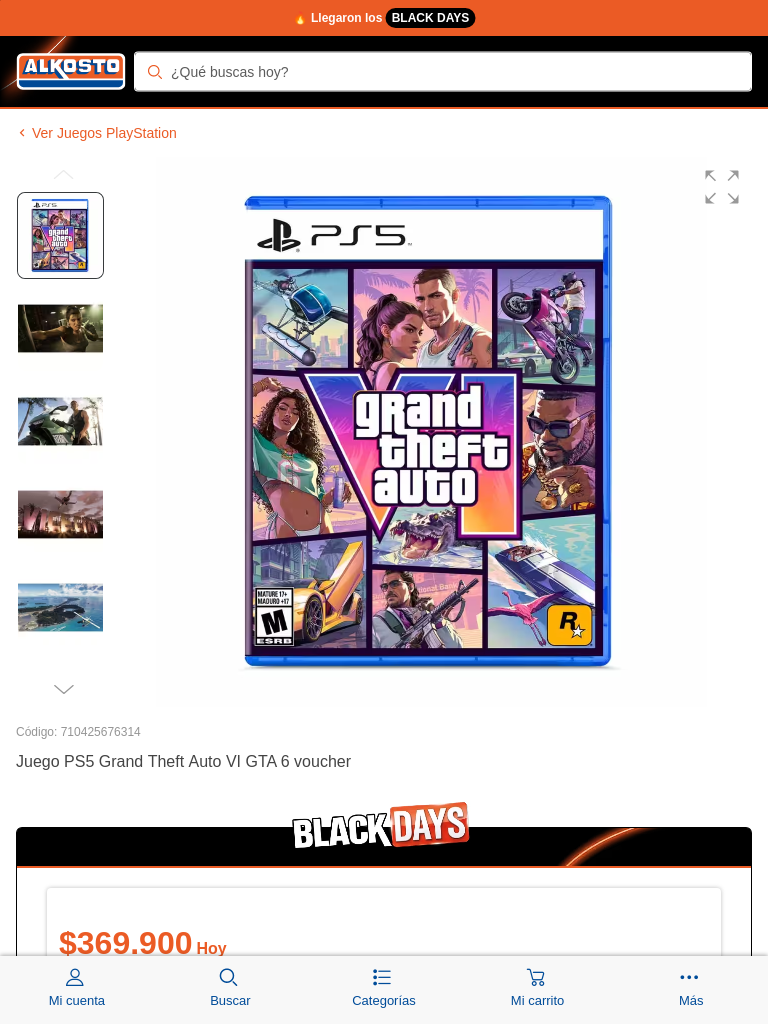 🔥 Llegaron los BLACK DAYS
ALKOSTO
¿Qué buscas hoy?
Ver Juegos PlayStation
PS5
grand
theft
auto
VI
MATURE 17+
MADURO +17
M
ESRB
R
Código: 710425676314
Juego PS5 Grand Theft Auto VI GTA 6 voucher
BLACK DAYS
$369.900 Hoy
Mi cuenta
Buscar
Categorías
Mi carrito
Más